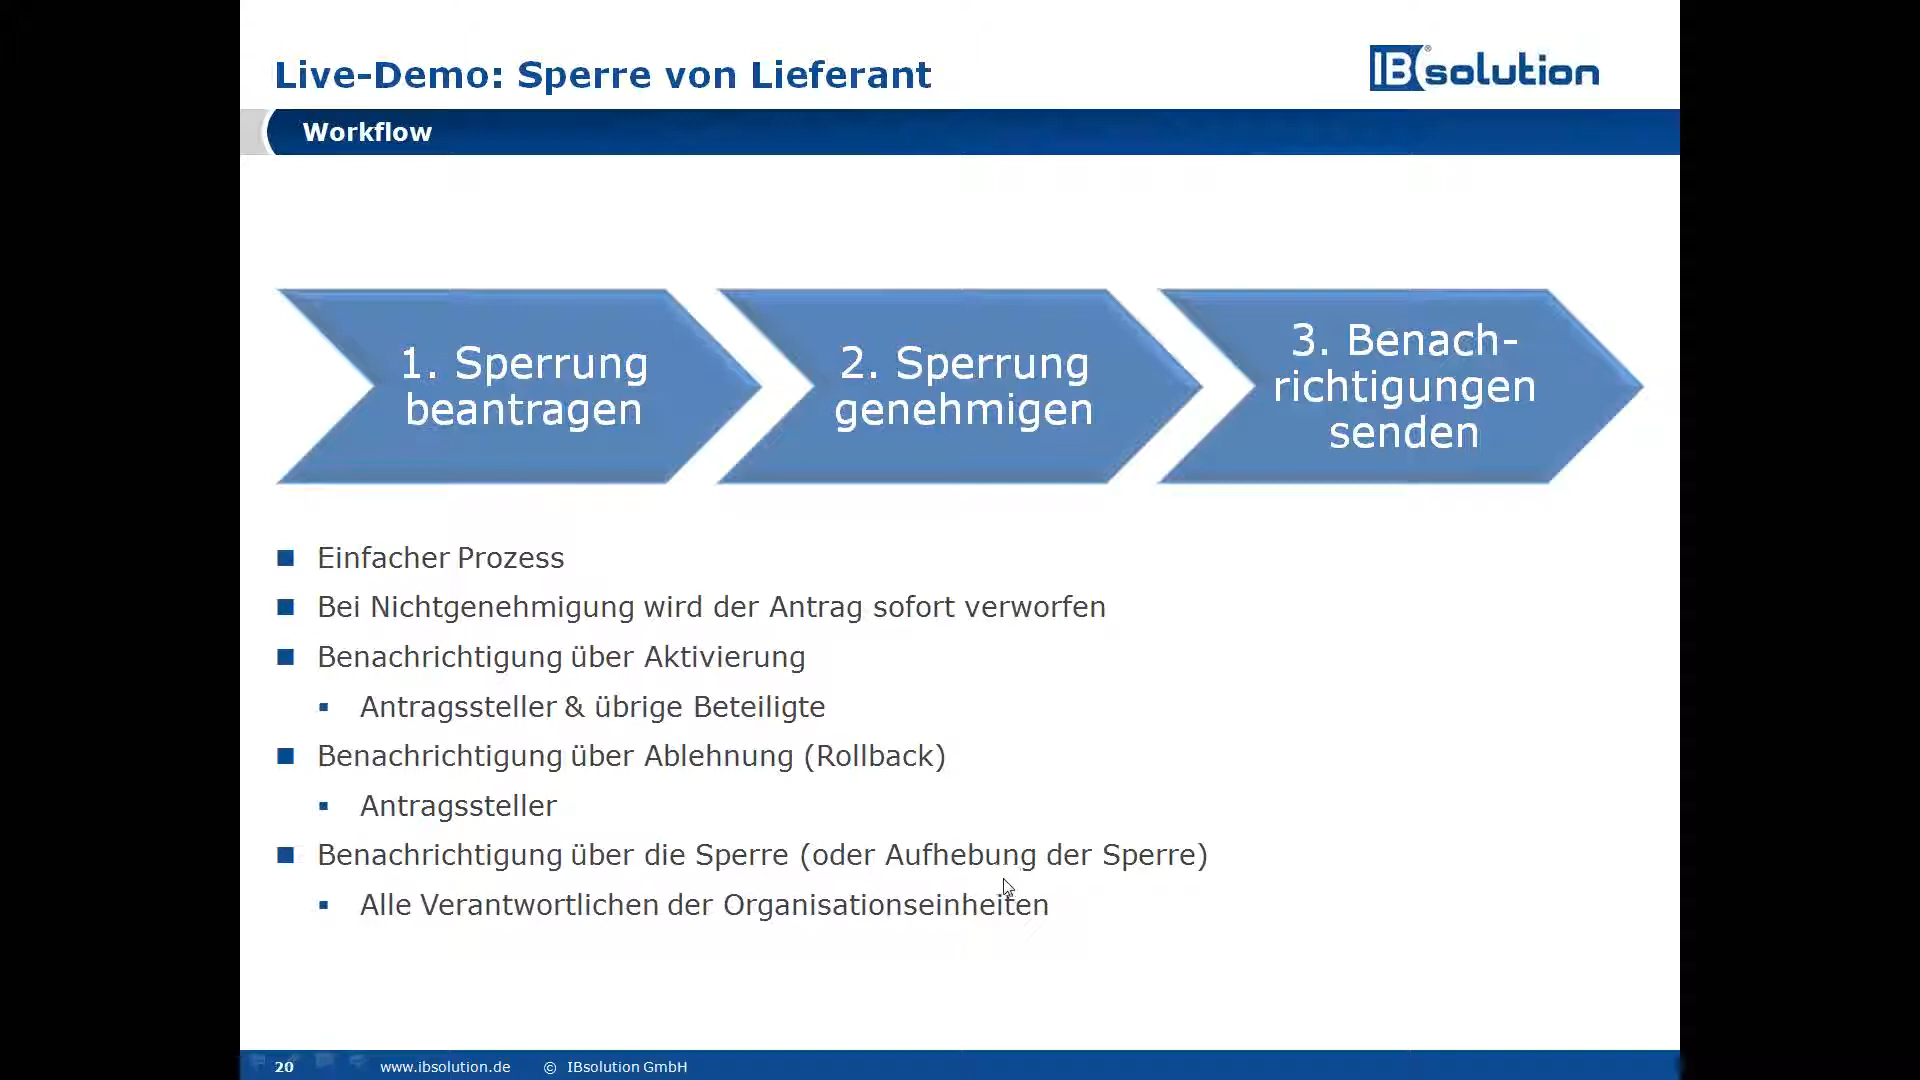 Live-Demo: Sperre von Lieferant
IBsolution®
Workflow
1. Sperrung
beantragen
2. Sperrung
genehmigen
3. Benach-
richtigungen
senden
Einfacher Prozess
Bei Nichtgenehmigung wird der Antrag sofort verworfen
Benachrichtigung über Aktivierung
Antragssteller & übrige Beteiligte
Benachrichtigung über Ablehnung (Rollback)
Antragssteller
Benachrichtigung über die Sperre (oder Aufhebung der Sperre)
Alle Verantwortlichen der Organisationseinheiten
20 www.ibsolution.de © IBsolution GmbH